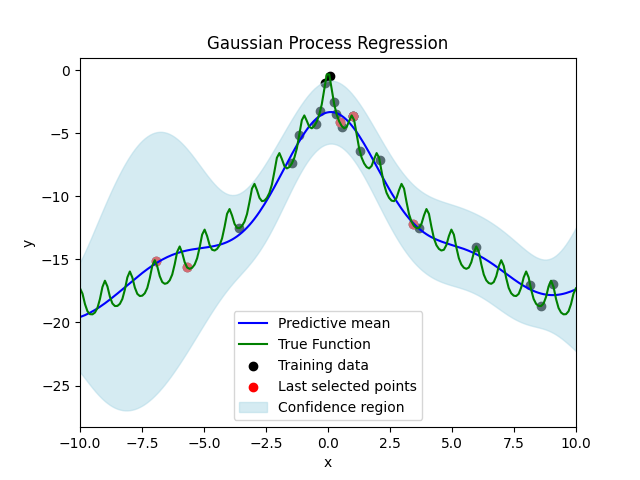 Gaussian Process Regression
y
0
−5
−10
−15
−20
−25
Predictive mean
True Function
Training data
Last selected points
Confidence region
−10.0 −7.5 −5.0 −2.5 0.0 2.5 5.0 7.5 10.0
x